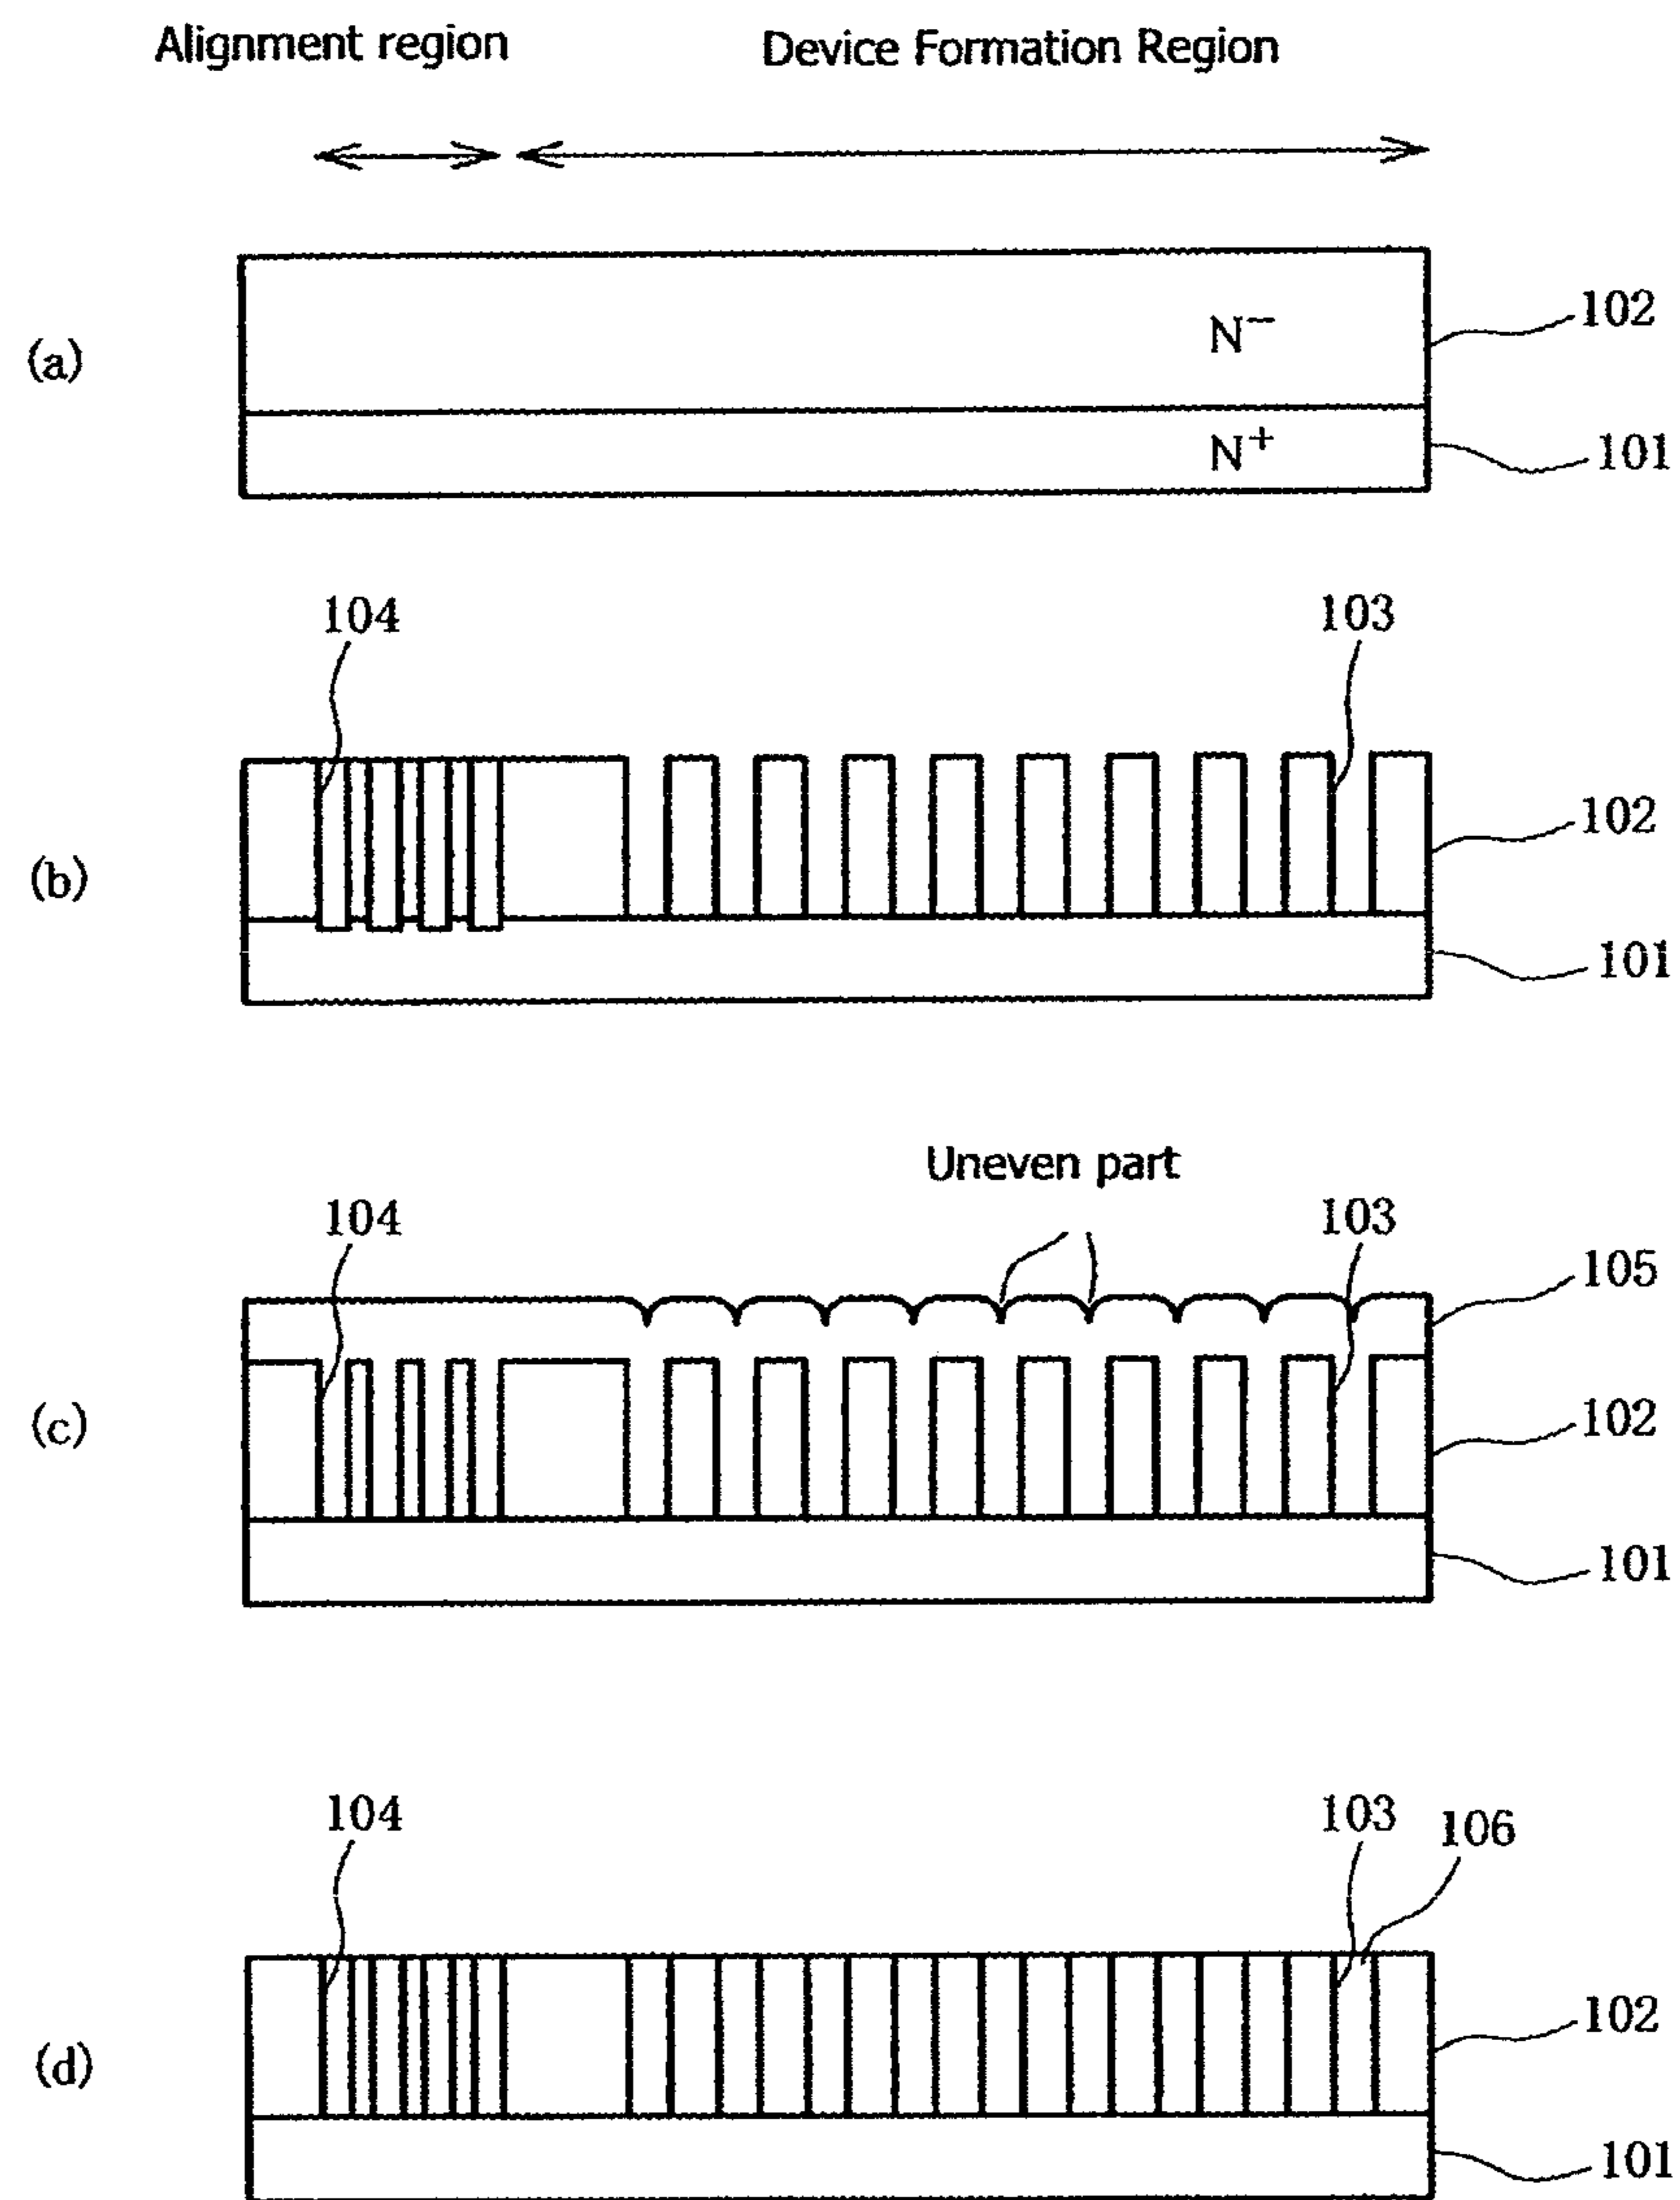 Alignment region
Device Formation Region
(a)
N⁻
102
N⁺
101
104
103
(b)
102
101
Uneven part
104
103
105
(c)
102
101
104
103
106
(d)
102
101